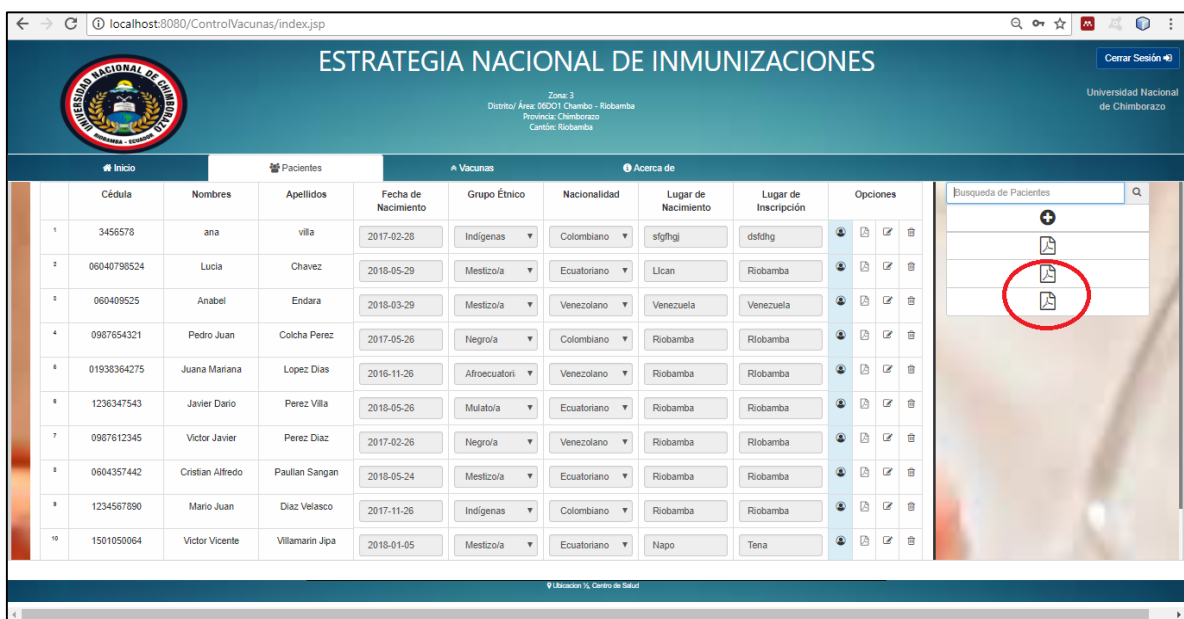 localhost:8080/ControlVacunas/index.jsp
UNIVERSIDAD NACIONAL DE CHIMBORAZO
RIOBAMBA - ECUADOR
ESTRATEGIA NACIONAL DE INMUNIZACIONES
Cerrar Sesión
Zona: 3
Distrito/ Área: 06DO1 Chambo - Riobamba
Provincia: Chimborazo
Cantón: Riobamba
Universidad Nacional
de Chimborazo
Inicio Pacientes Vacunas Acerca de
Cédula Nombres Apellidos Fecha de Nacimiento Grupo Étnico Nacionalidad Lugar de Nacimiento Lugar de Inscripción Opciones
Busqueda de Pacientes
1 3456578 ana villa 2017-02-28 Indígenas Colombiano sfgfhgj dsfdhg
2 06040798524 Lucia Chavez 2018-05-29 Mestizo/a Ecuatoriano LIcan Riobamba
3 060409525 Anabel Endara 2018-03-29 Mestizo/a Venezolano Venezuela Venezuela
4 0987654321 Pedro Juan Colcha Perez 2017-05-26 Negro/a Colombiano Riobamba RIobamba
01938364275 Juana Mariana Lopez Dias 2016-11-26 Afroecuatori Venezolano Riobamba Riobamba
1236347543 Javier Dario Perez Villa 2018-05-26 Mulato/a Ecuatoriano Riobamba Riobamba
7 0987612345 Victor Javier Perez Diaz 2017-02-26 Negro/a Venezolano Riobamba RIobamba
0604357442 Cristian Alfredo Paullan Sangan 2018-05-24 Mestizo/a Ecuatoriano Riobamba Riobamba
1234567890 Mario Juan Diaz Velasco 2017-11-26 Indígenas Colombiano Riobamba Riobamba
10 1501050064 Victor Vicente Villamarin Jipa 2018-01-05 Mestizo/a Ecuatoriano Napo Tena
Ubicacion ½, Centro de Salud